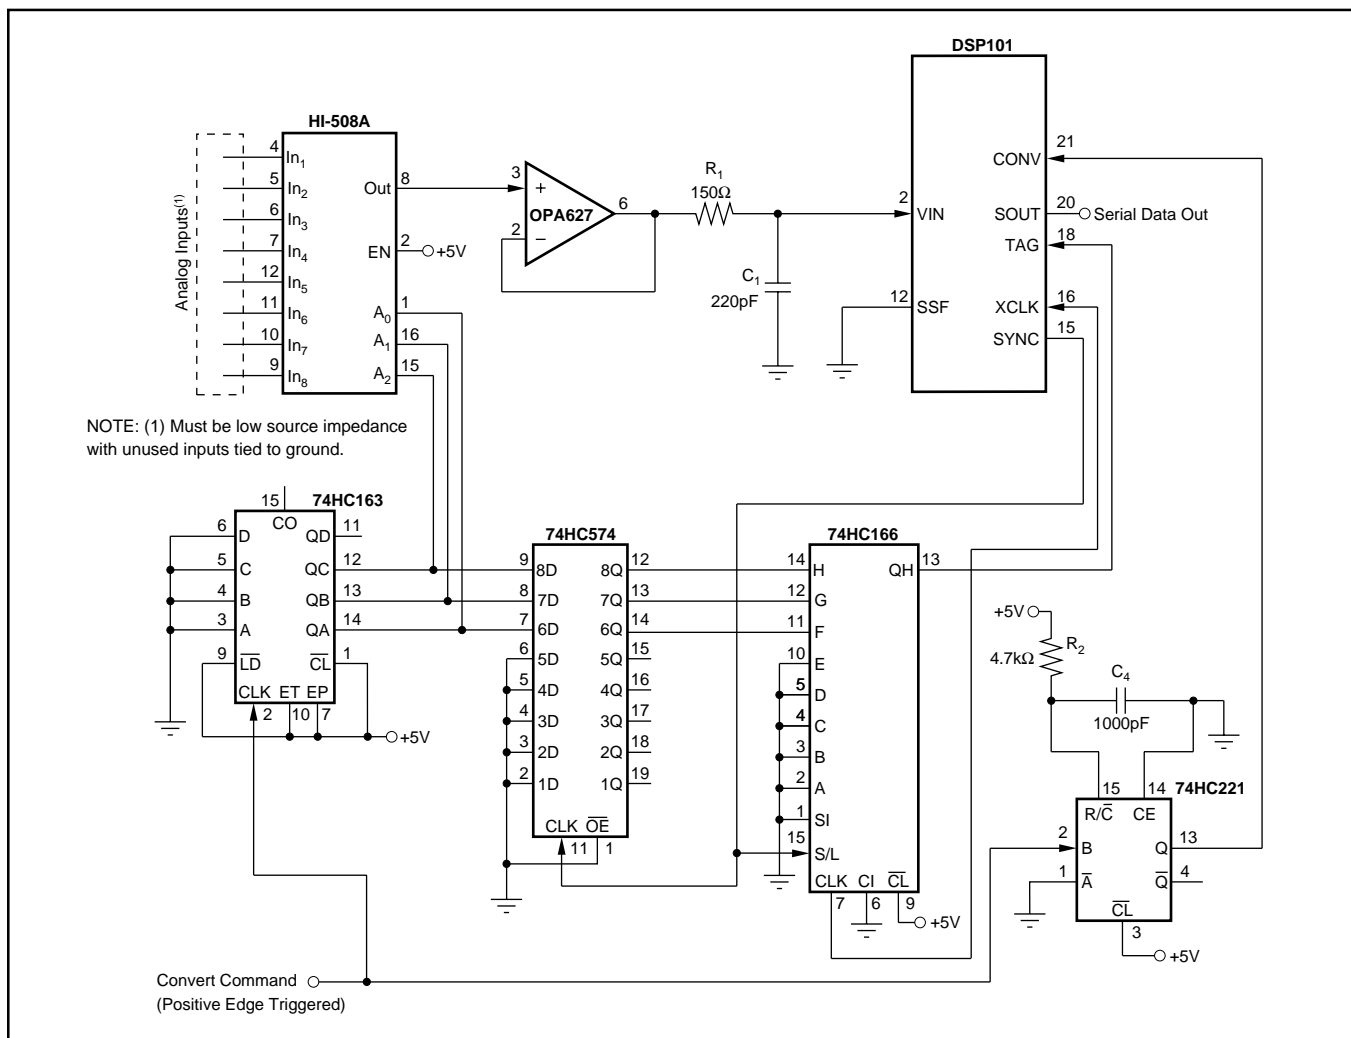 DSP101
HI-508A
Analog Inputs(1)
4 In1
5 In2
6 In3
7 In4
12 In5
11 In6
10 In7
9 In8
Out 8
EN 2 +5V
A0 1
A1 16
A2 15
3 +
2 −
OPA627
6
R1
150Ω
C1
220pF
2 VIN
12 SSF
CONV 21
SOUT 20 Serial Data Out
TAG 18
XCLK 16
SYNC 15
NOTE: (1) Must be low source impedance
with unused inputs tied to ground.
74HC163
15 CO
6 D
5 C
4 B
3 A
9 LD
QD 11
QC 12
QB 13
QA 14
CL 1
CLK ET EP
2 10 7
+5V
74HC574
9 8D
8 7D
7 6D
6 5D
5 4D
4 3D
3 2D
2 1D
8Q 12
7Q 13
6Q 14
5Q 15
4Q 16
3Q 17
2Q 18
1Q 19
CLK OE
11 1
74HC166
14 H
12 G
11 F
10 E
5 D
4 C
3 B
2 A
1 SI
15 S/L
QH 13
CLK CI CL
7 6 9
+5V
+5V
R2
4.7kΩ
C4
1000pF
74HC221
15 14
R/C CE
2 B
1 A
Q 13
Q 4
CL
3
+5V
Convert Command
(Positive Edge Triggered)